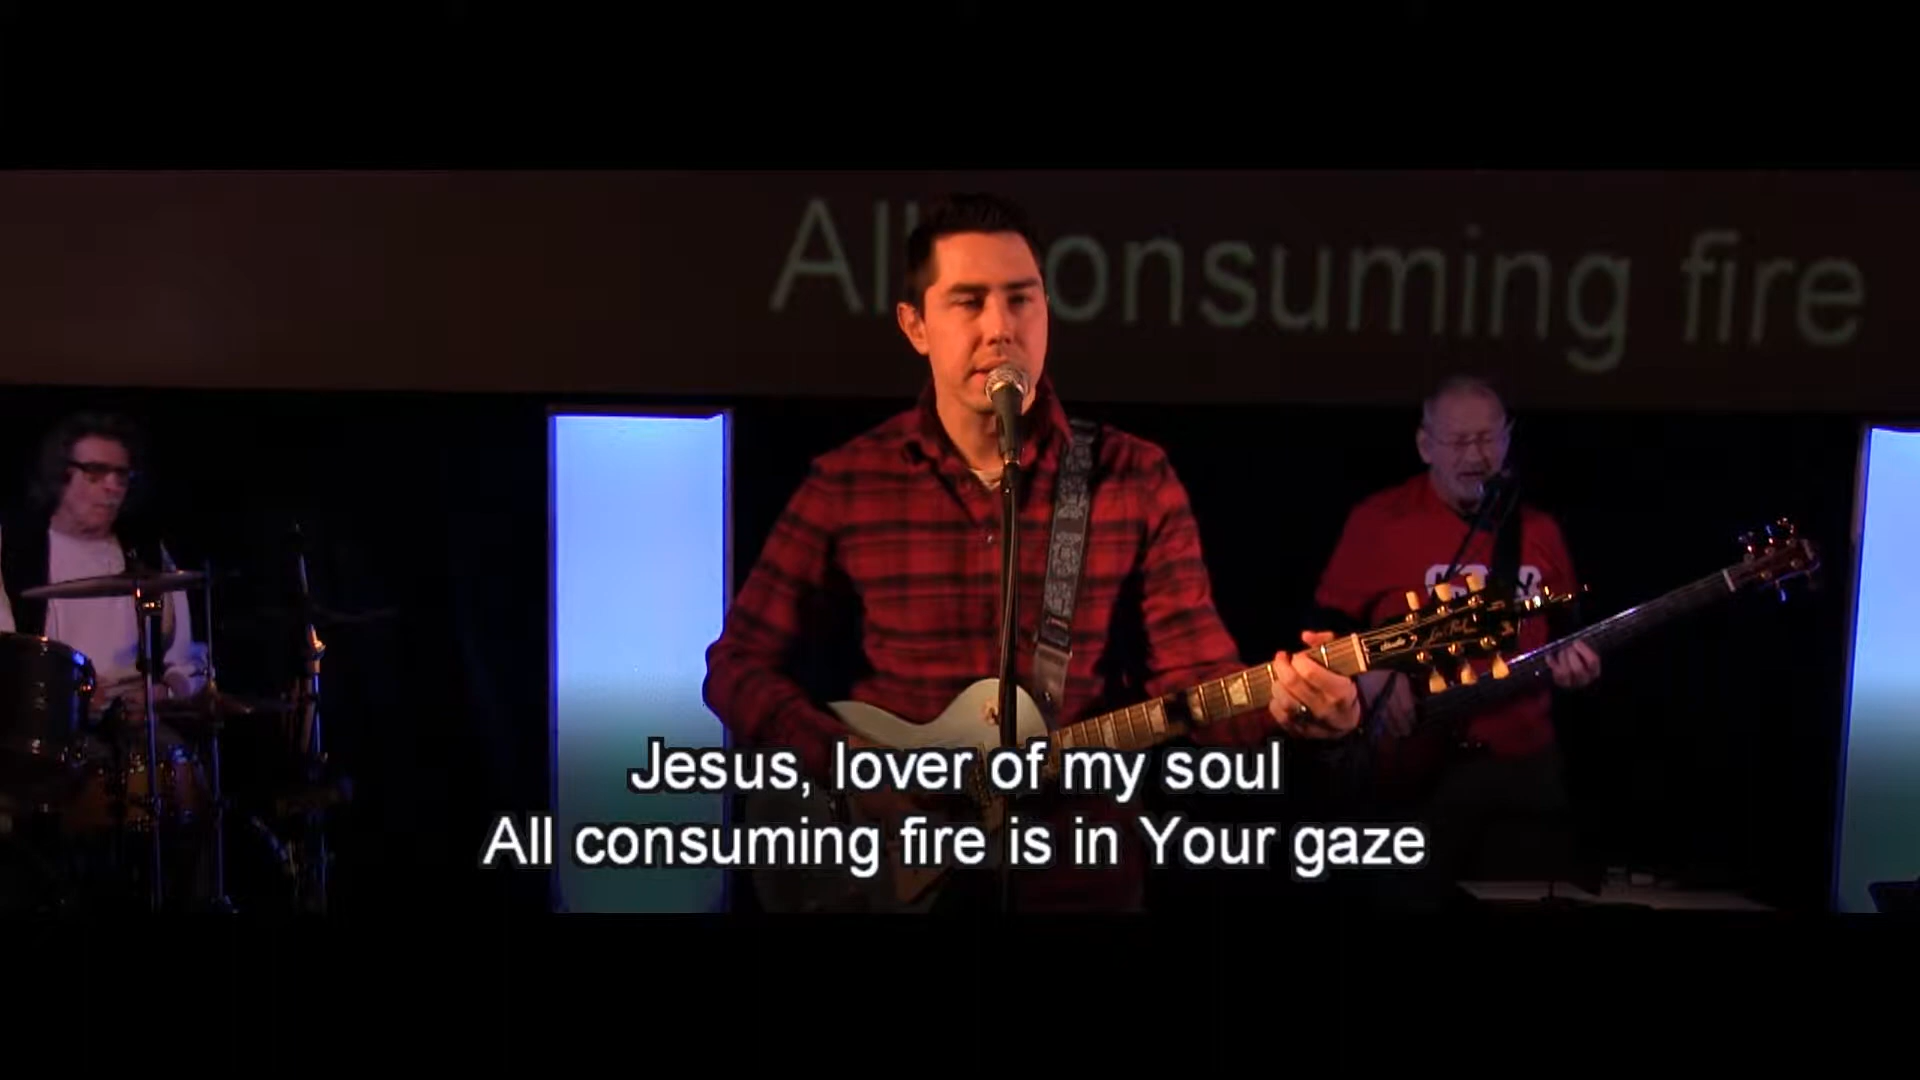 All consuming fire
Jesus, lover of my soul
All consuming fire is in Your gaze